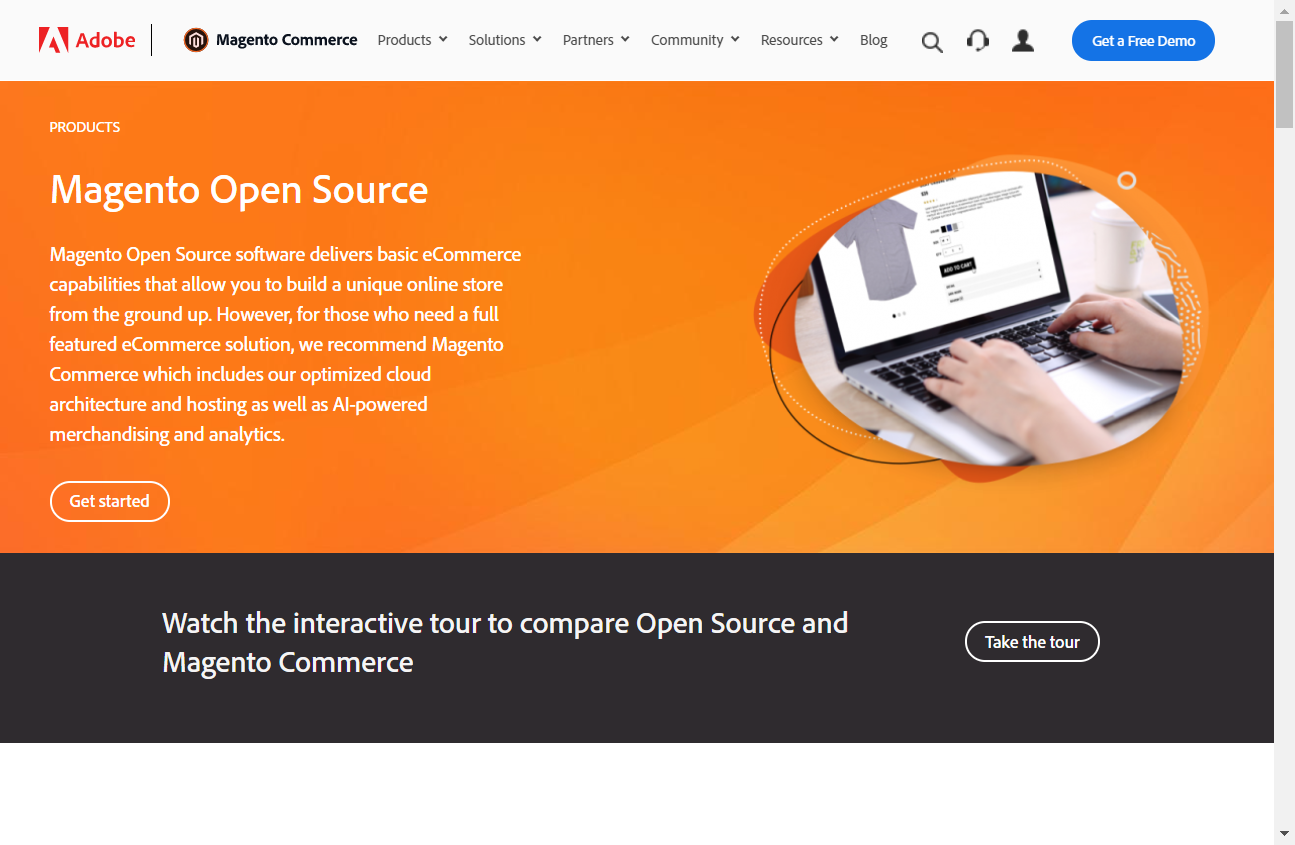 Adobe
Magento Commerce
Products
Solutions
Partners
Community
Resources
Blog
Get a Free Demo
PRODUCTS
Magento Open Source
Magento Open Source software delivers basic eCommerce
capabilities that allow you to build a unique online store
from the ground up. However, for those who need a full
featured eCommerce solution, we recommend Magento
Commerce which includes our optimized cloud
architecture and hosting as well as AI-powered
merchandising and analytics.
Get started
ADD TO CART
Watch the interactive tour to compare Open Source and
Magento Commerce
Take the tour